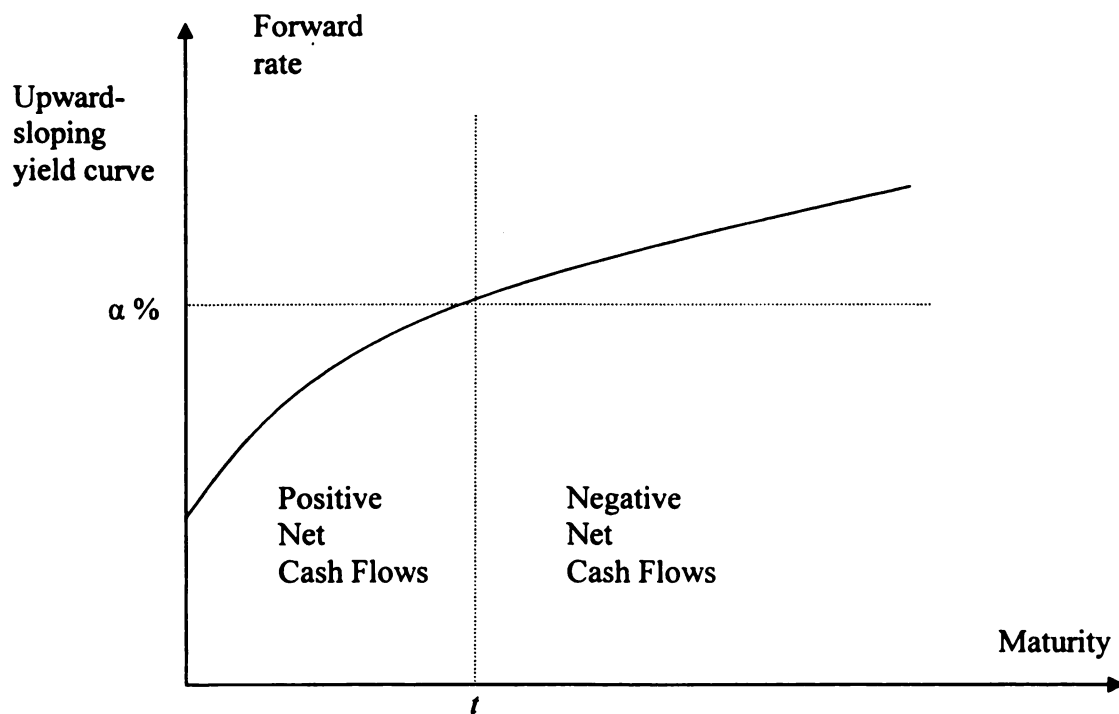 Forward
rate
Upward-
sloping
yield curve
α %
Positive
Net
Cash Flows
Negative
Net
Cash Flows
Maturity
t